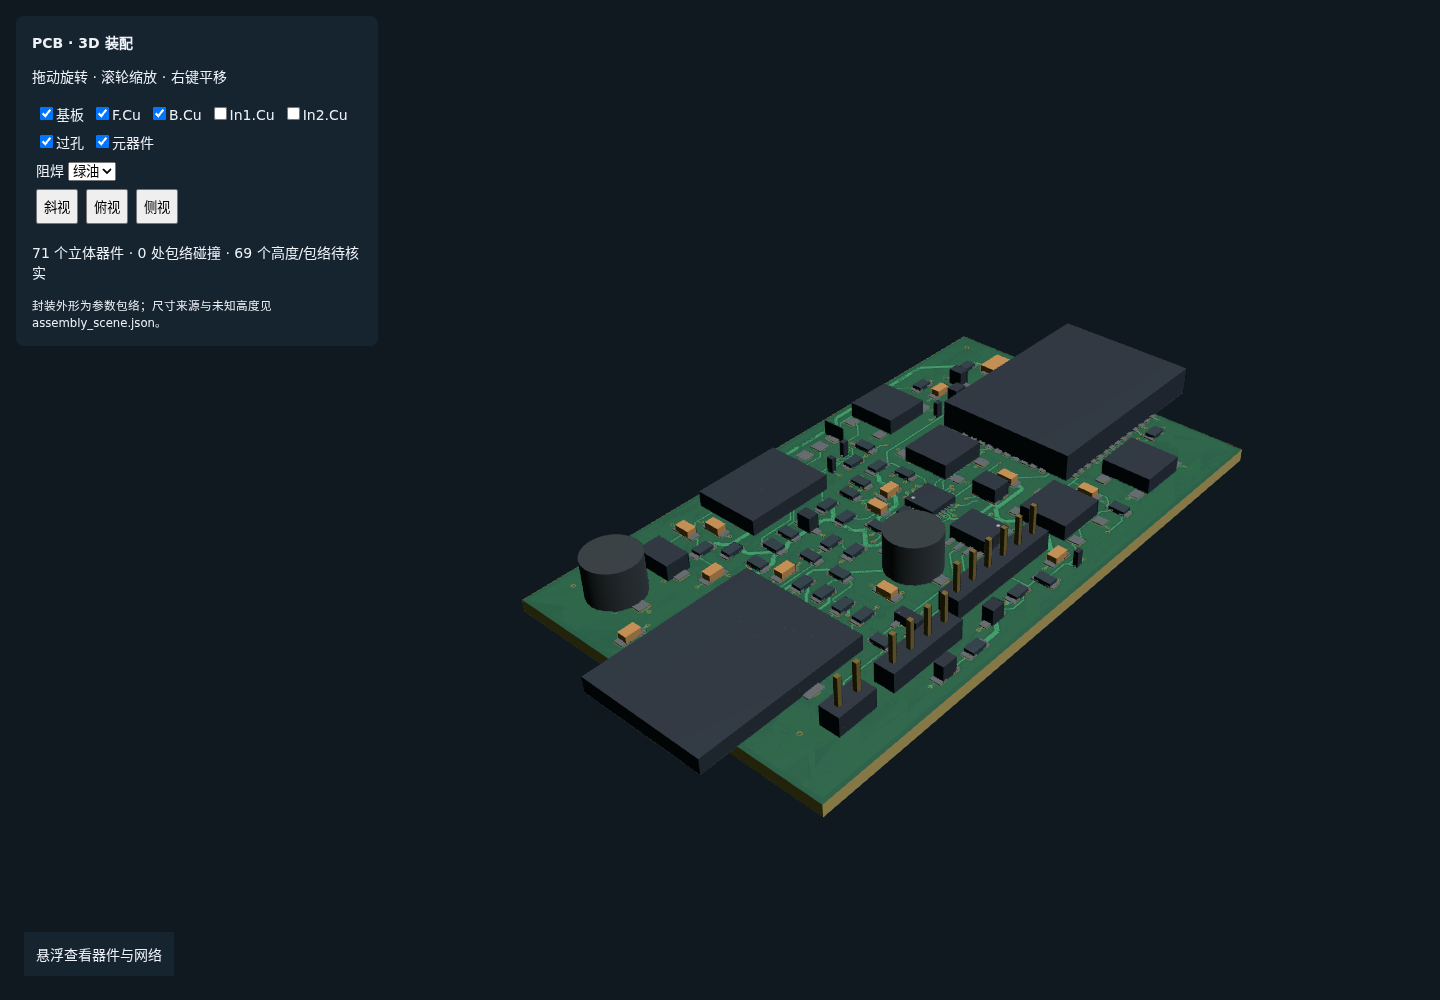 PCB · 3D 装配
拖动旋转 · 滚轮缩放 · 右键平移
基板 F.Cu B.Cu In1.Cu In2.Cu
过孔 元器件
阻焊 绿油
斜视 俯视 侧视
71 个立体器件 · 0 处包络碰撞 · 69 个高度/包络待核
实
封装外形为参数包络；尺寸来源与未知高度见
assembly_scene.json。
悬浮查看器件与网络